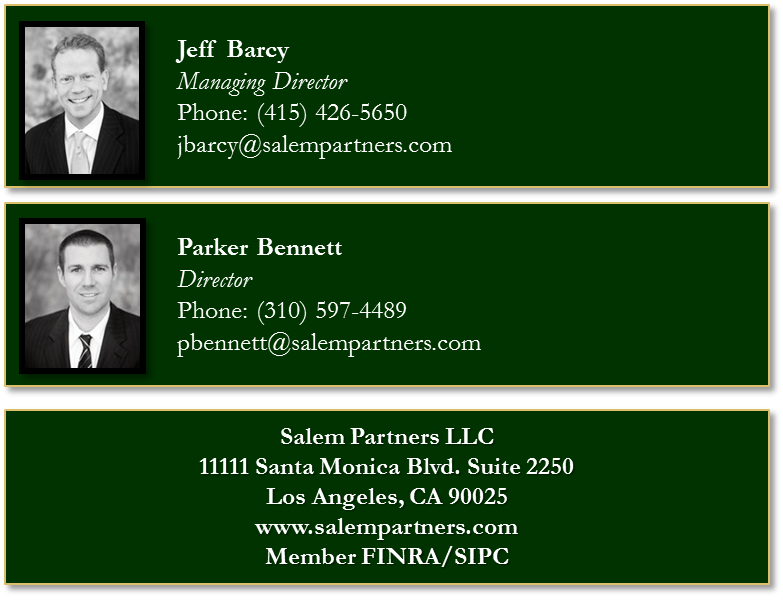 Jeff Barcy
Managing Director
Phone: (415) 426-5650
jbarcy@salempartners.com
Parker Bennett
Director
Phone: (310) 597-4489
pbennett@salempartners.com
Salem Partners LLC
11111 Santa Monica Blvd. Suite 2250
Los Angeles, CA 90025
www.salempartners.com
Member FINRA/SIPC